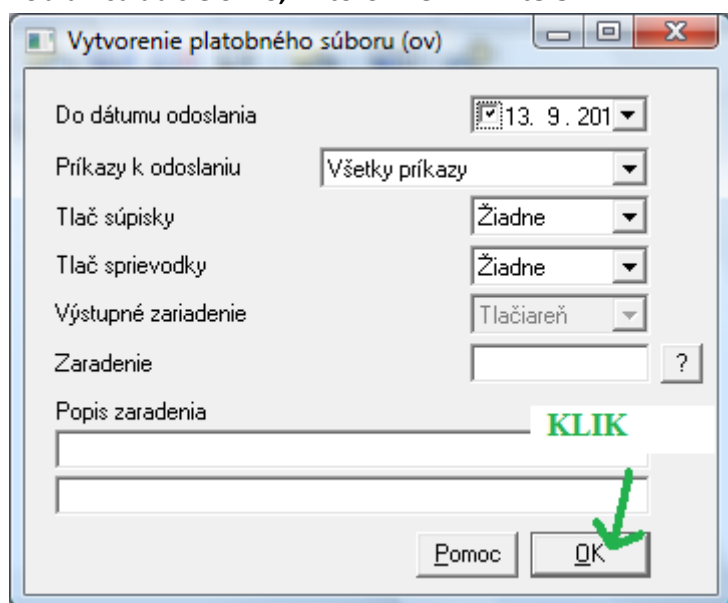 Vytvorenie platobného súboru (ov)
Do dátumu odoslania 13. 9. 201
Príkazy k odoslaniu Všetky príkazy
Tlač súpisky Žiadne
Tlač sprievodky Žiadne
Výstupné zariadenie Tlačiareň
Zaradenie ?
Popis zaradenia
KLIK
Pomoc OK